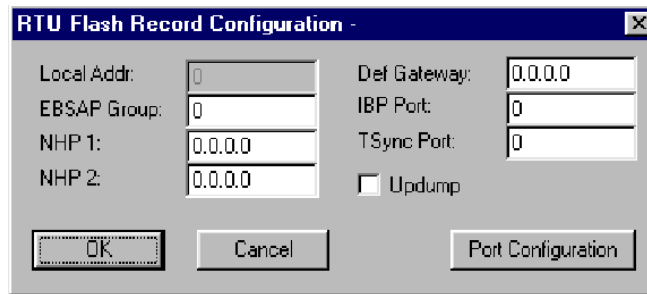 RTU Flash Record Configuration -
Local Addr: 0 Def Gateway: 0.0.0.0
EBSAP Group: 0 IBP Port: 0
NHP 1: 0.0.0.0 TSync Port: 0
NHP 2: 0.0.0.0 Updump
OK Cancel Port Configuration